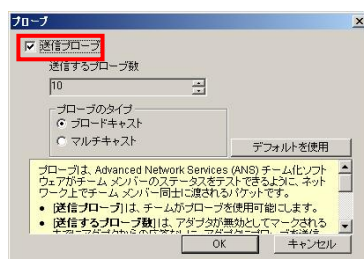 プローブ
送信プローブ
送信するプローブ数
10
プローブのタイプ
ブロードキャスト
マルチキャスト
デフォルトを使用
プローブは、Advanced Network Services (ANS) チーム化ソフト
ウェアがチーム メンバーのステータスをテストできるように、ネット
ワーク上でチーム メンバー同士に渡されるパケットです。
• [送信プローブ]は、チームがプローブを使用可能にします。
• [送信するプローブ数]は、アダプタが無効としてマークされる
OK
キャンセル